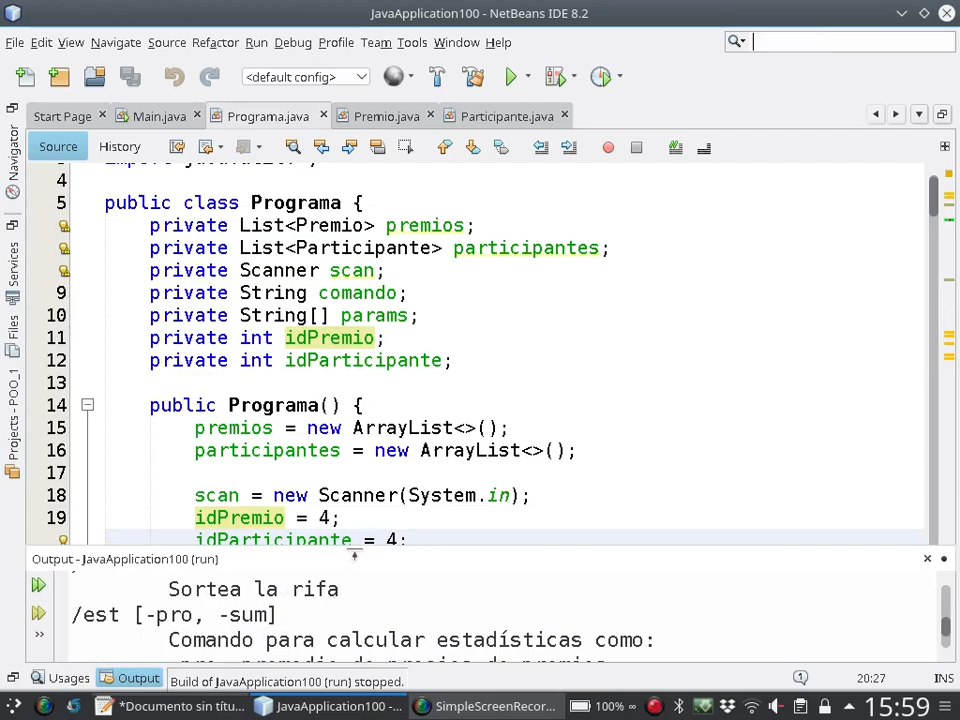 JavaApplication100 - NetBeans IDE 8.2
File Edit View Navigate Source Refactor Run Debug Profile Team Tools Window Help
<default config>
Start Page Main.java Programa.java Premio.java Participante.java
Source History
Navigator
Services
Files
Projects - POO_1
4
5 public class Programa {
private List<Premio> premios;
private List<Participante> participantes;
private Scanner scan;
9 private String comando;
10 private String[] params;
11 private int idPremio;
12 private int idParticipante;
13
14 public Programa() {
15 premios = new ArrayList<>();
16 participantes = new ArrayList<>();
17
18 scan = new Scanner(System.in);
19 idPremio = 4;
idParticipante = 4;
Output - JavaApplication100 (run)
Sortea la rifa
/est [-pro, -sum]
Comando para calcular estadísticas como:
Usages Output Build of JavaApplication100 (run) stopped. 1 20:27
*Documento sin títu... JavaApplication100 -... SimpleScreenRecor... 100% 15:59